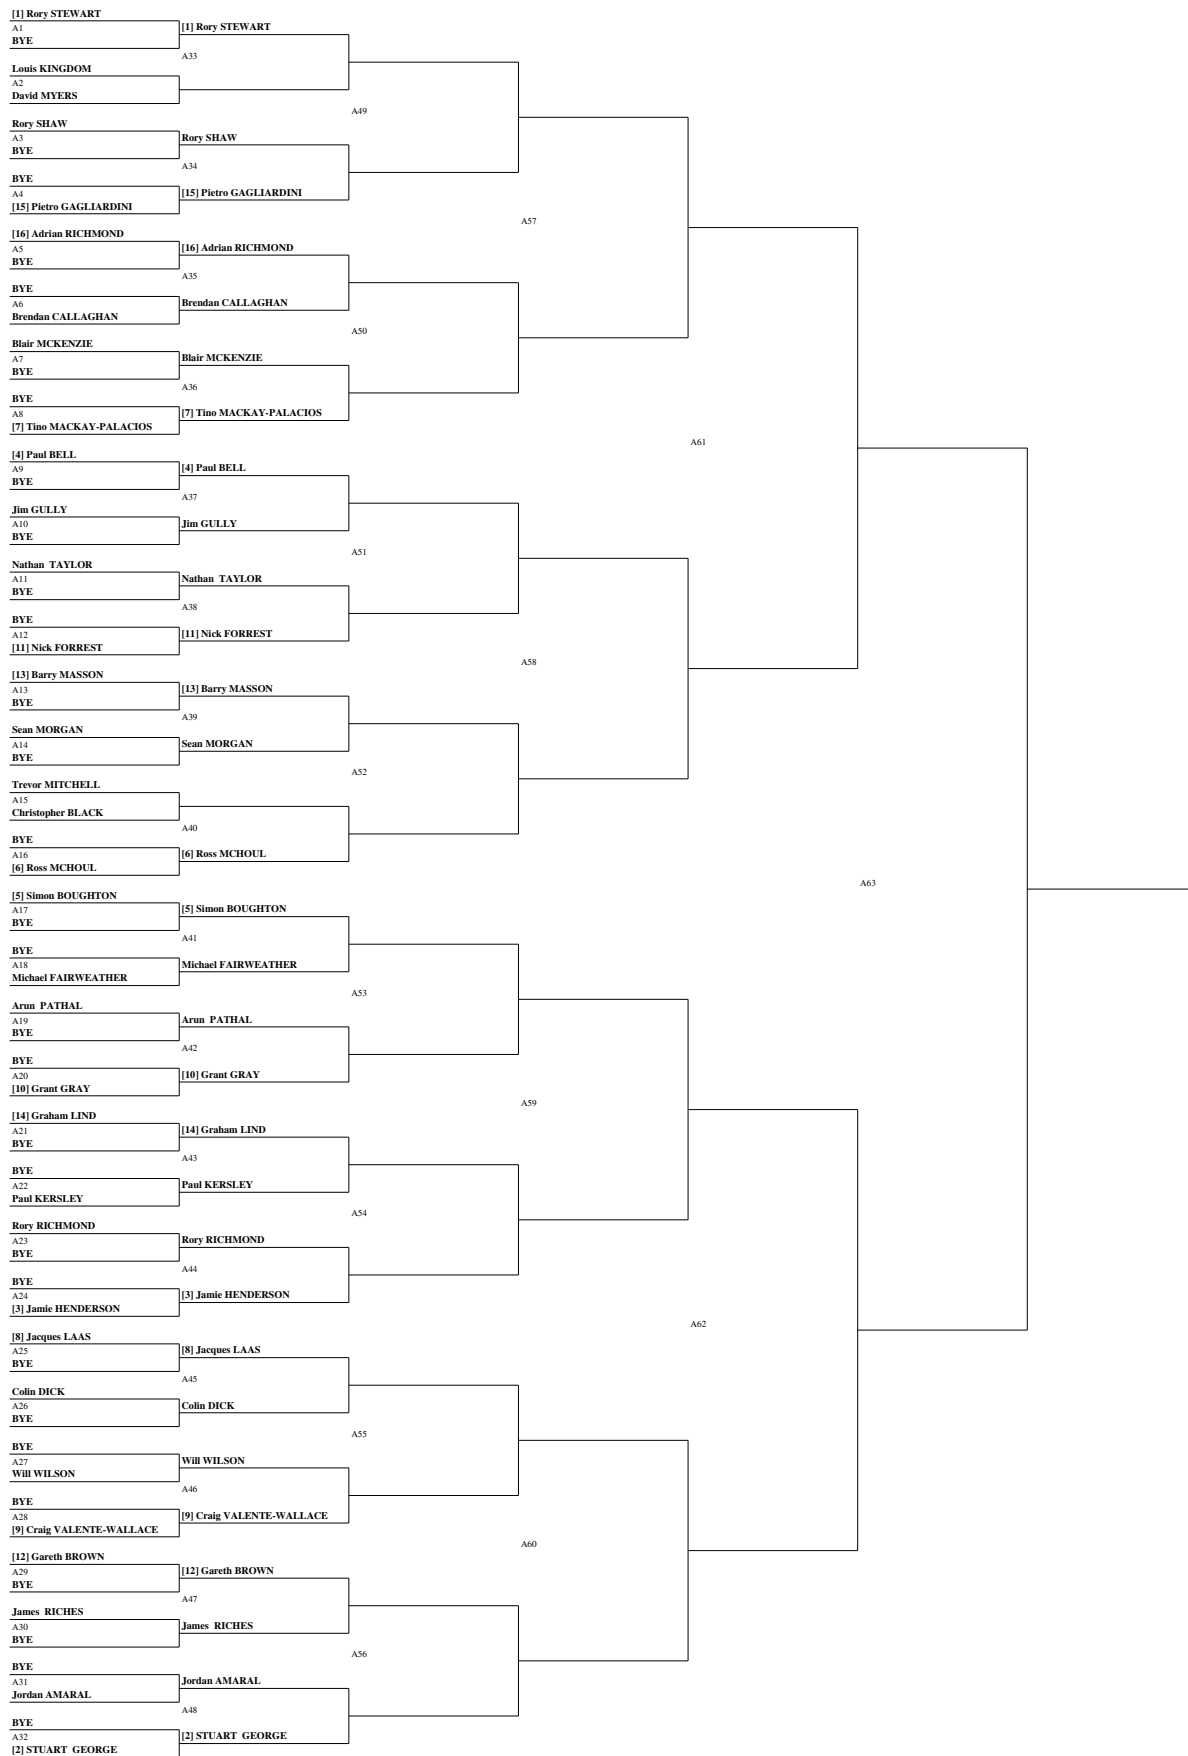 [1] Rory STEWART
A1
BYE
Louis KINGDOM
A2
David MYERS
Rory SHAW
A3
BYE
BYE
A4
[15] Pietro GAGLIARDINI
[16] Adrian RICHMOND
A5
BYE
BYE
A6
Brendan CALLAGHAN
Blair MCKENZIE
A7
BYE
BYE
A8
[7] Tino MACKAY-PALACIOS
[4] Paul BELL
A9
BYE
Jim GULLY
A10
BYE
Nathan TAYLOR
A11
BYE
BYE
A12
[11] Nick FORREST
[13] Barry MASSON
A13
BYE
Sean MORGAN
A14
BYE
Trevor MITCHELL
A15
Christopher BLACK
BYE
A16
[6] Ross MCHOUL
[5] Simon BOUGHTON
A17
BYE
BYE
A18
Michael FAIRWEATHER
Arun PATHAL
A19
BYE
BYE
A20
[10] Grant GRAY
[14] Graham LIND
A21
BYE
BYE
A22
Paul KERSLEY
Rory RICHMOND
A23
BYE
BYE
A24
[3] Jamie HENDERSON
[8] Jacques LAAS
A25
BYE
Colin DICK
A26
BYE
BYE
A27
Will WILSON
BYE
A28
[9] Craig VALENTE-WALLACE
[12] Gareth BROWN
A29
BYE
James RICHES
A30
BYE
BYE
A31
Jordan AMARAL
BYE
A32
[2] STUART GEORGE
[1] Rory STEWART
A33
Rory SHAW
A34
[15] Pietro GAGLIARDINI
[16] Adrian RICHMOND
A35
Brendan CALLAGHAN
Blair MCKENZIE
A36
[7] Tino MACKAY-PALACIOS
[4] Paul BELL
A37
Jim GULLY
Nathan TAYLOR
A38
[11] Nick FORREST
[13] Barry MASSON
A39
Sean MORGAN
A40
[6] Ross MCHOUL
[5] Simon BOUGHTON
A41
Michael FAIRWEATHER
Arun PATHAL
A42
[10] Grant GRAY
[14] Graham LIND
A43
Paul KERSLEY
Rory RICHMOND
A44
[3] Jamie HENDERSON
[8] Jacques LAAS
A45
Colin DICK
Will WILSON
A46
[9] Craig VALENTE-WALLACE
[12] Gareth BROWN
A47
James RICHES
Jordan AMARAL
A48
[2] STUART GEORGE
A49
A50
A51
A52
A53
A54
A55
A56
A57
A58
A59
A60
A61
A62
A63